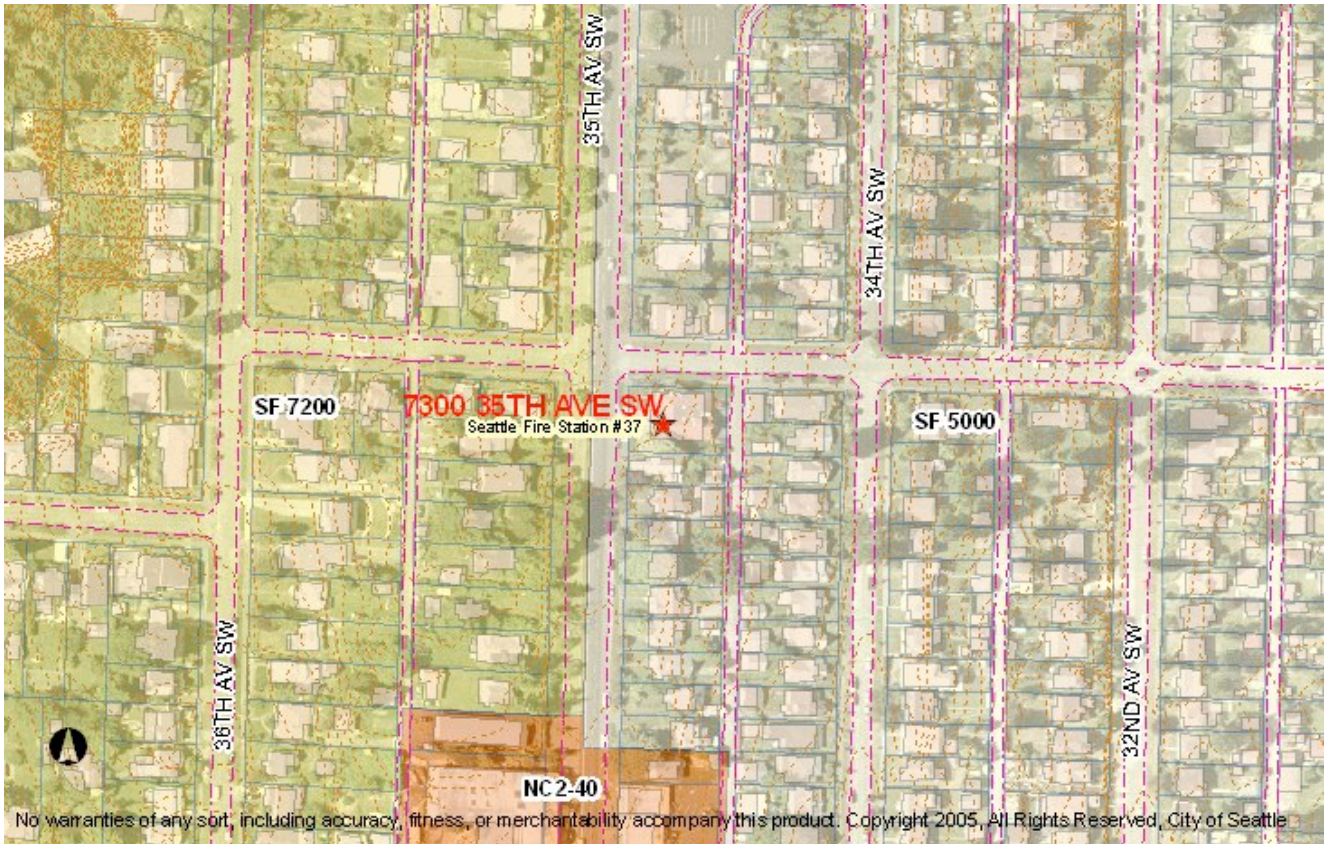 35TH AV SW
34TH AV SW
SF 7200
7300 35TH AVE SW
Seattle Fire Station #37
SF 5000
36TH AV SW
32ND AV SW
NC 2-40
No warranties of any sort, including accuracy, fitness, or merchantability accompany this product. Copyright 2005, All Rights Reserved, City of Seattle